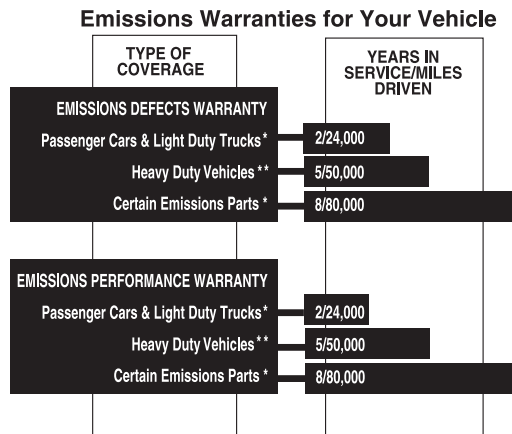 Emissions Warranties for Your Vehicle
TYPE OF
COVERAGE
YEARS IN
SERVICE/MILES
DRIVEN
EMISSIONS DEFECTS WARRANTY
Passenger Cars & Light Duty Trucks* 2/24,000
Heavy Duty Vehicles** 5/50,000
Certain Emissions Parts * 8/80,000
EMISSIONS PERFORMANCE WARRANTY
Passenger Cars & Light Duty Trucks* 2/24,000
Heavy Duty Vehicles** 5/50,000
Certain Emissions Parts * 8/80,000